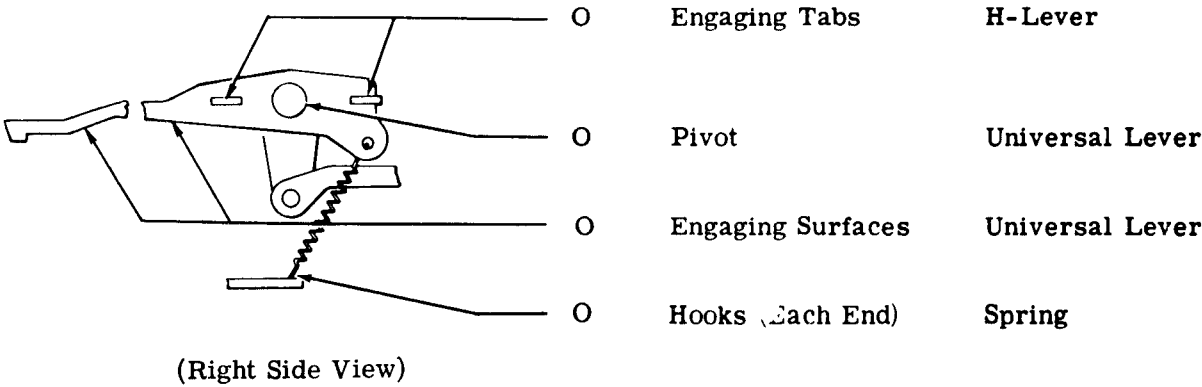 O Engaging Tabs H-Lever
O Pivot Universal Lever
O Engaging Surfaces Universal Lever
O Hooks (Each End) Spring
(Right Side View)